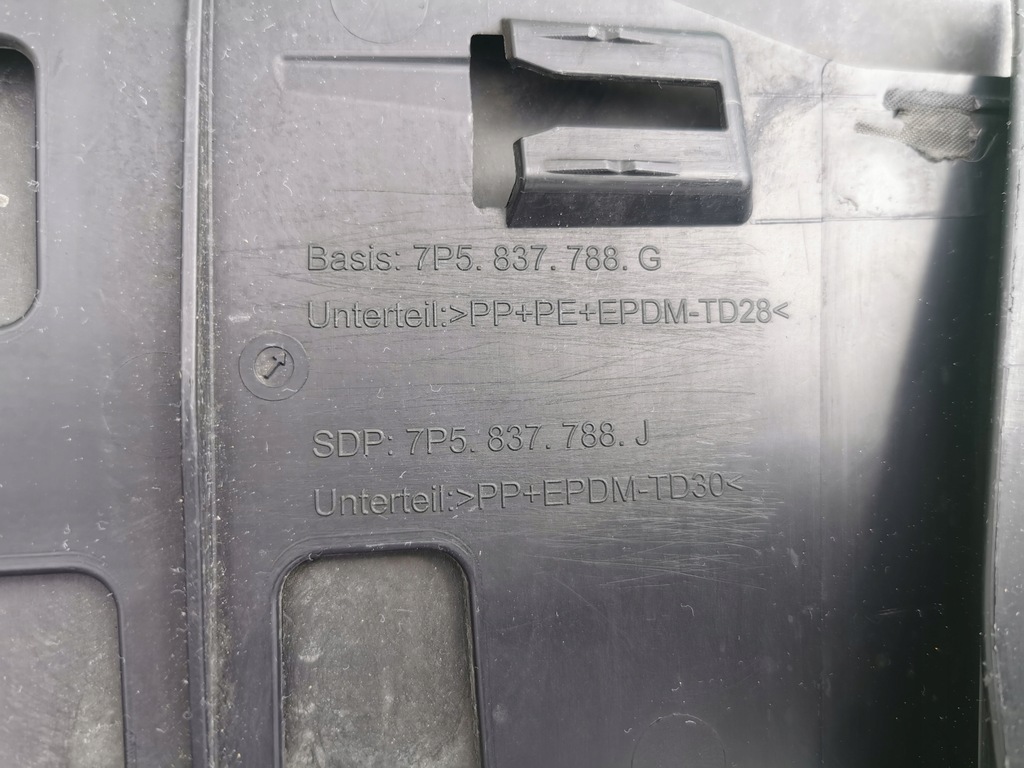 Basis: 7P5. 837. 788. G
Unterteil:>PP+PE+EPDM-TD28<
SDP: 7P5. 837. 788. J
Unterteil:>PP+EPDM-TD30<